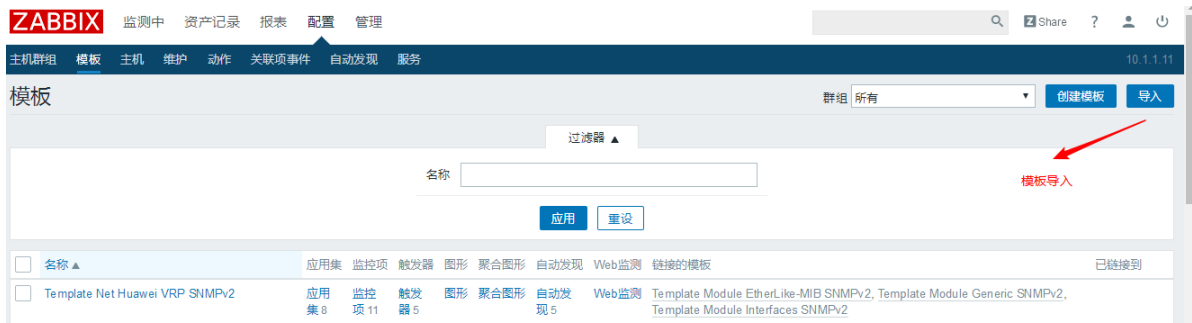 ZABBIX 监测中 资产记录 报表 配置 管理 Z Share ?
主机群组 模板 主机 维护 动作 关联项事件 自动发现 服务 10.1.1.11
模板 群组 所有 创建模板 导入
过滤器 ▲
名称
模板导入
应用 重设
名称 ▲ 应用集 监控项 触发器 图形 聚合图形 自动发现 Web监测 链接的模板 已链接到
Template Net Huawei VRP SNMPv2 应用 监控 触发 图形 聚合图形 自动发 Web监测 Template Module EtherLike-MIB SNMPv2, Template Module Generic SNMPv2,
集 8 项 11 器 5 现 5 Template Module Interfaces SNMPv2